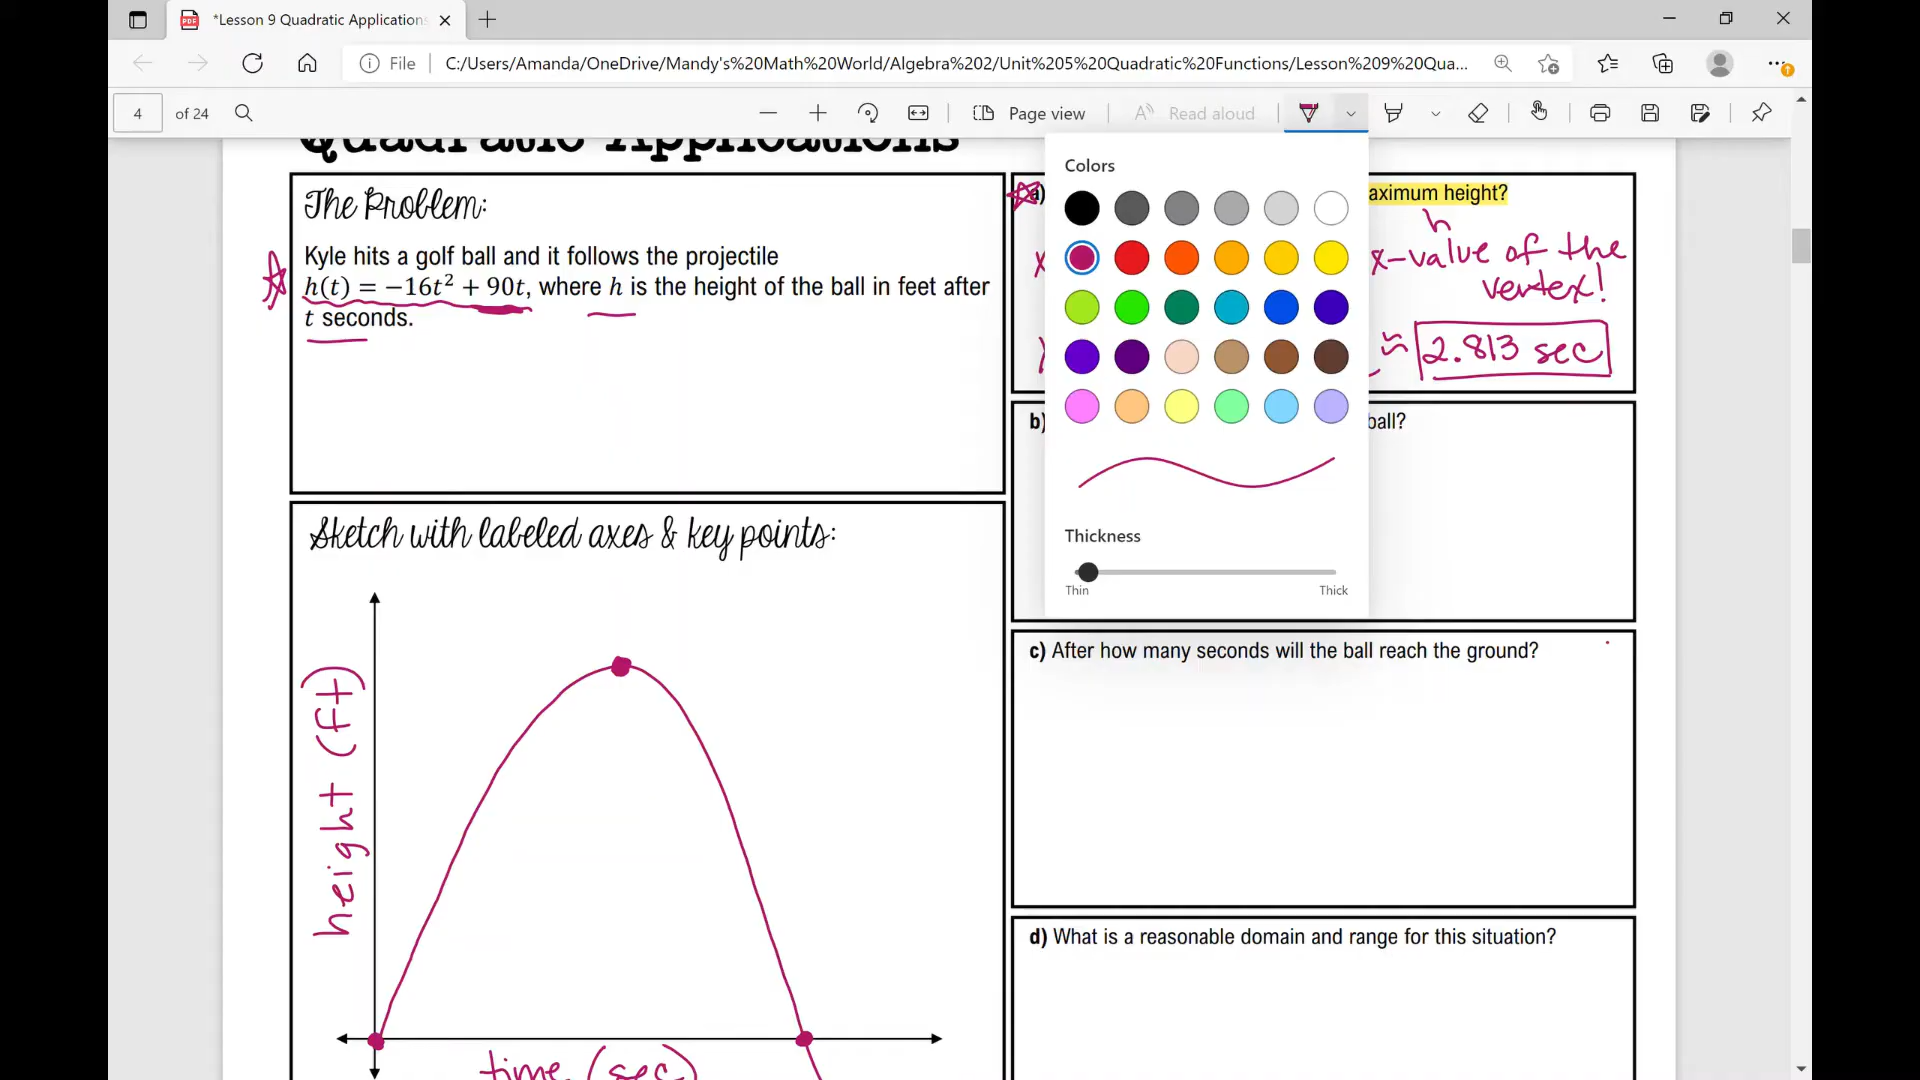 *Lesson 9 Quadratic Applications
File
C:/Users/Amanda/OneDrive/Mandy's%20Math%20World/Algebra%202/Unit%205%20Quadratic%20Functions/Lesson%209%20Qua...
4 of 24
Page view
Read aloud
Quadratic Applications
The Problem:
Kyle hits a golf ball and it follows the projectile
h(t) = −16t² + 90t, where h is the height of the ball in feet after
t seconds.
Sketch with labeled axes & key points:
height (ft)
time (sec)
Colors
Thickness
Thin
Thick
a)
aximum height?
h
x-value of the
vertex!
≈ 2.813 sec
b)
ball?
c) After how many seconds will the ball reach the ground?
d) What is a reasonable domain and range for this situation?